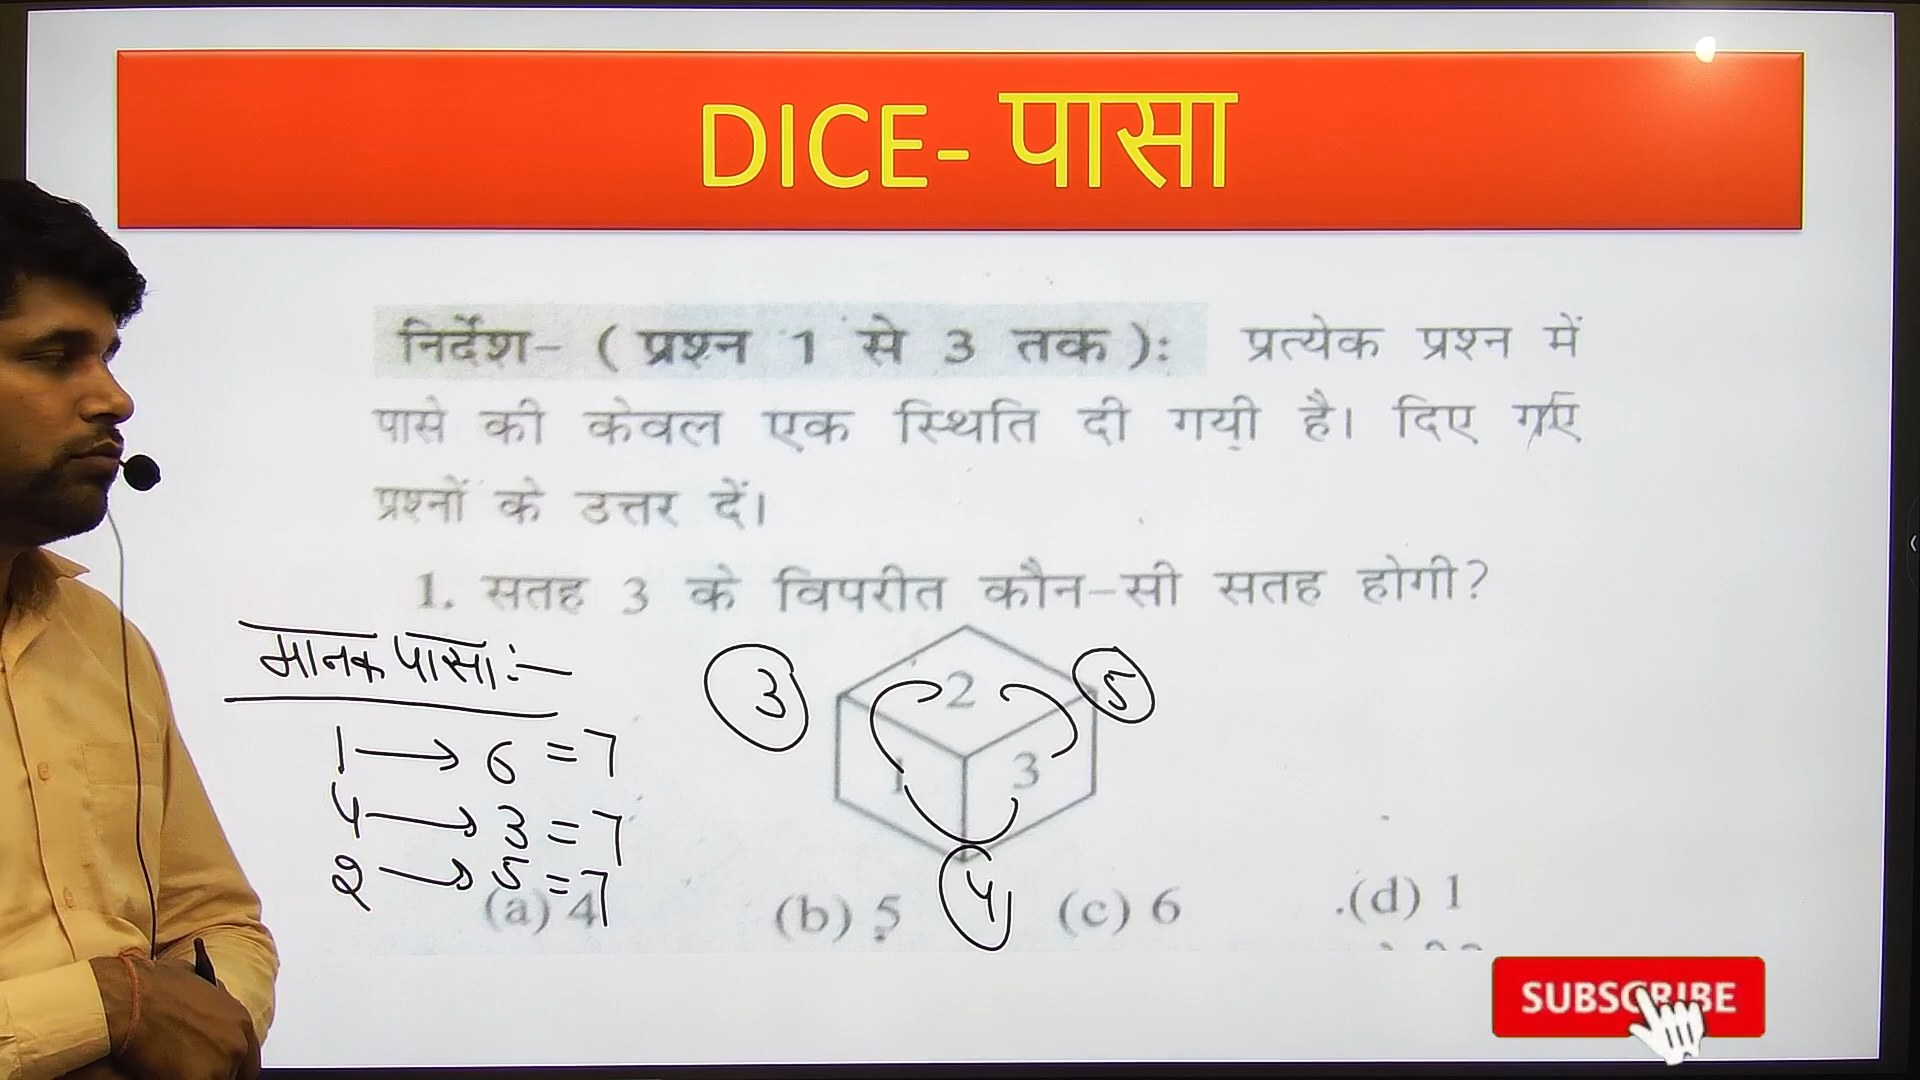 DICE- पासा
निर्देश- ( प्रश्न 1 से 3 तक ): प्रत्येक प्रश्न में
पासे की केवल एक स्थिति दी गयी है। दिए गए
प्रश्नों के उत्तर दें।
1. सतह 3 के विपरीत कौन-सी सतह होगी?
मानक पासा:-
1 → 6 = 7
4 → 3 = 7
2 → 5 = 7
3
2
5
1
3
4
(a) 4 (b) 5 (c) 6 (d) 1
SUBSCRIBE